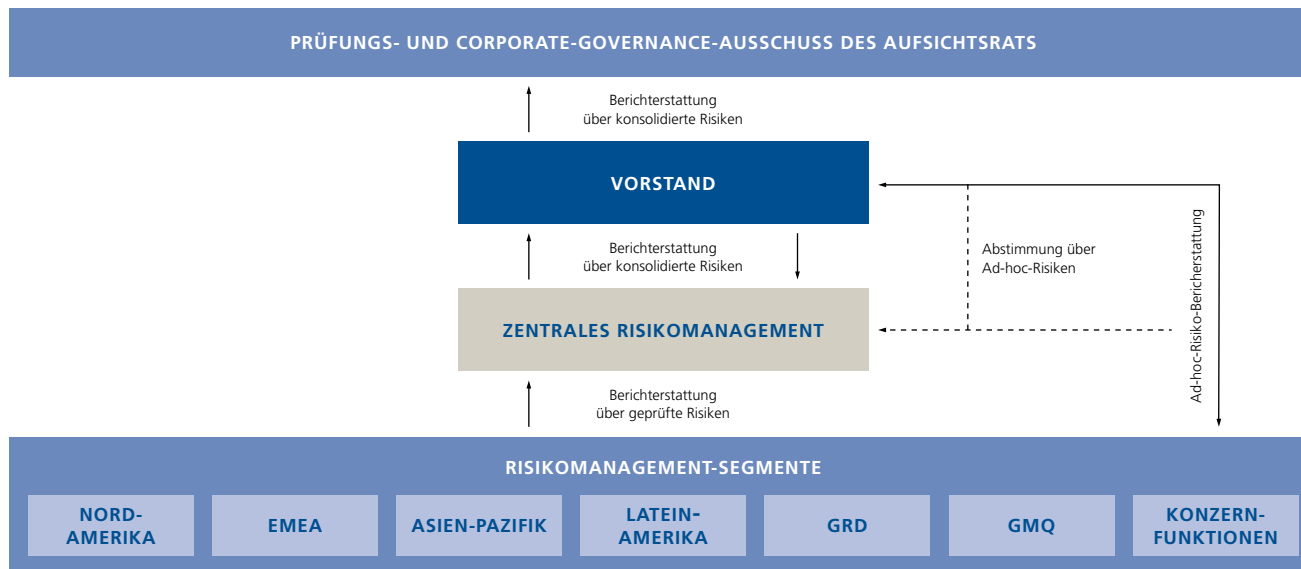 PRÜFUNGS- UND CORPORATE-GOVERNANCE-AUSSCHUSS DES AUFSICHTSRATS
Berichterstattung
über konsolidierte Risiken
VORSTAND
Berichterstattung
über konsolidierte Risiken
Abstimmung über
Ad-hoc-Risiken
Ad-hoc-Risiko-Berichterstattung
ZENTRALES RISIKOMANAGEMENT
Berichterstattung
über geprüfte Risiken
RISIKOMANAGEMENT-SEGMENTE
NORD-
AMERIKA
EMEA
ASIEN-PAZIFIK
LATEIN-
AMERIKA
GRD
GMQ
KONZERN-
FUNKTIONEN